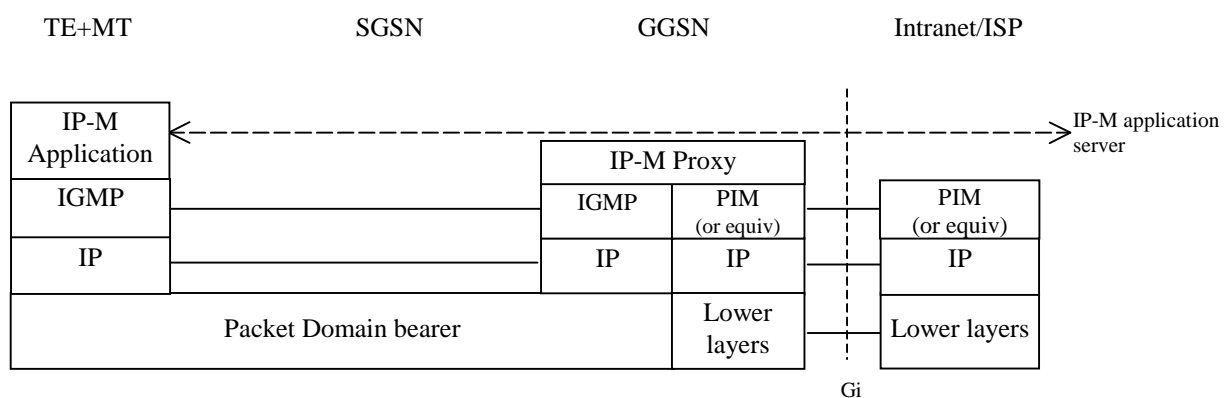 TE+MT SGSN GGSN Intranet/ISP
IP-M
Application
IP-M application
server
IP-M Proxy
IGMP IGMP PIM
(or equiv) PIM
(or equiv)
IP IP IP IP
Packet Domain bearer Lower
layers Lower layers
Gi